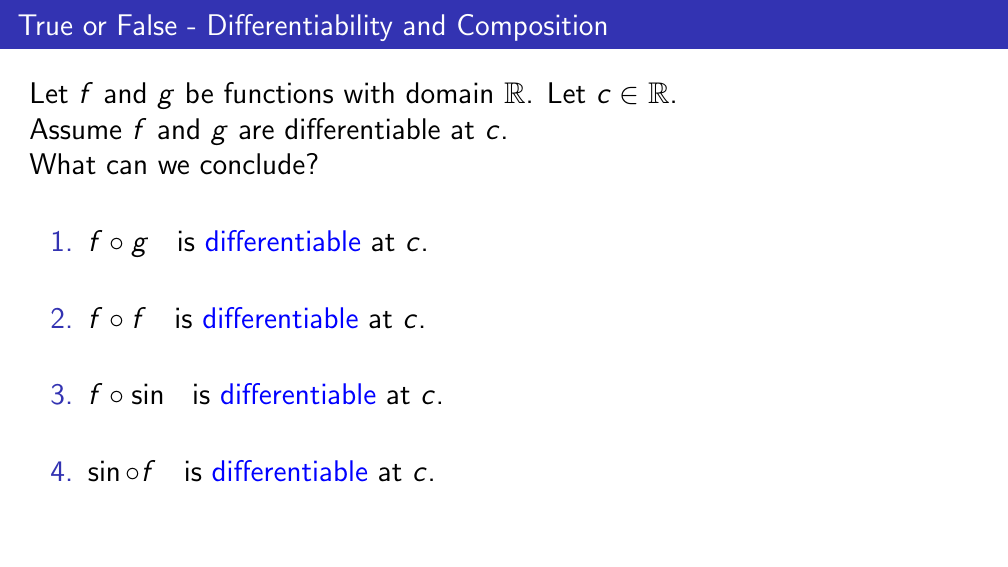 True or False - Differentiability and Composition
Let f and g be functions with domain ℝ. Let c ∈ ℝ.
Assume f and g are differentiable at c.
What can we conclude?
1. f ∘ g is differentiable at c.
2. f ∘ f is differentiable at c.
3. f ∘ sin is differentiable at c.
4. sin ∘f is differentiable at c.